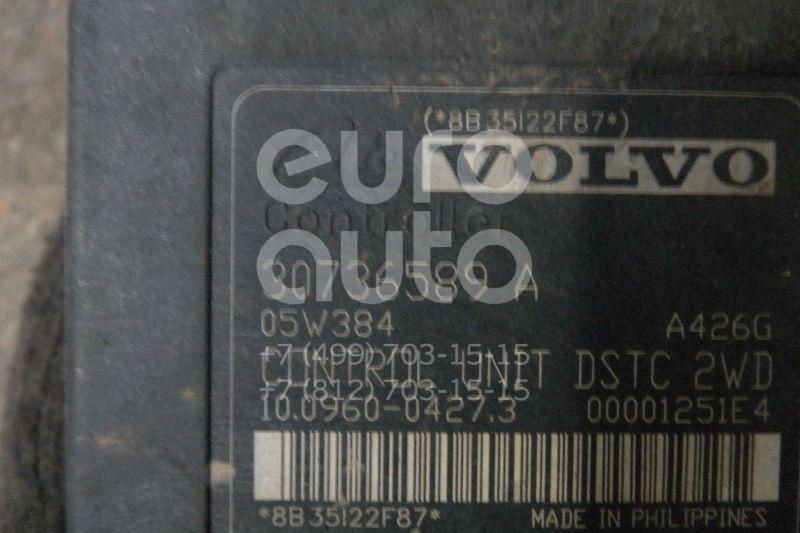 (*8B35122F87*)
VOLVO
euro
auto
Controller
30736589 A
05W384 A426G
+7 (499) 703-15-15
CONTROL UNIT DSTC 2WD
+7 (812) 703-15-15
10.0960-0427.3 00001251E4
*8B35122F87* MADE IN PHILIPPINES